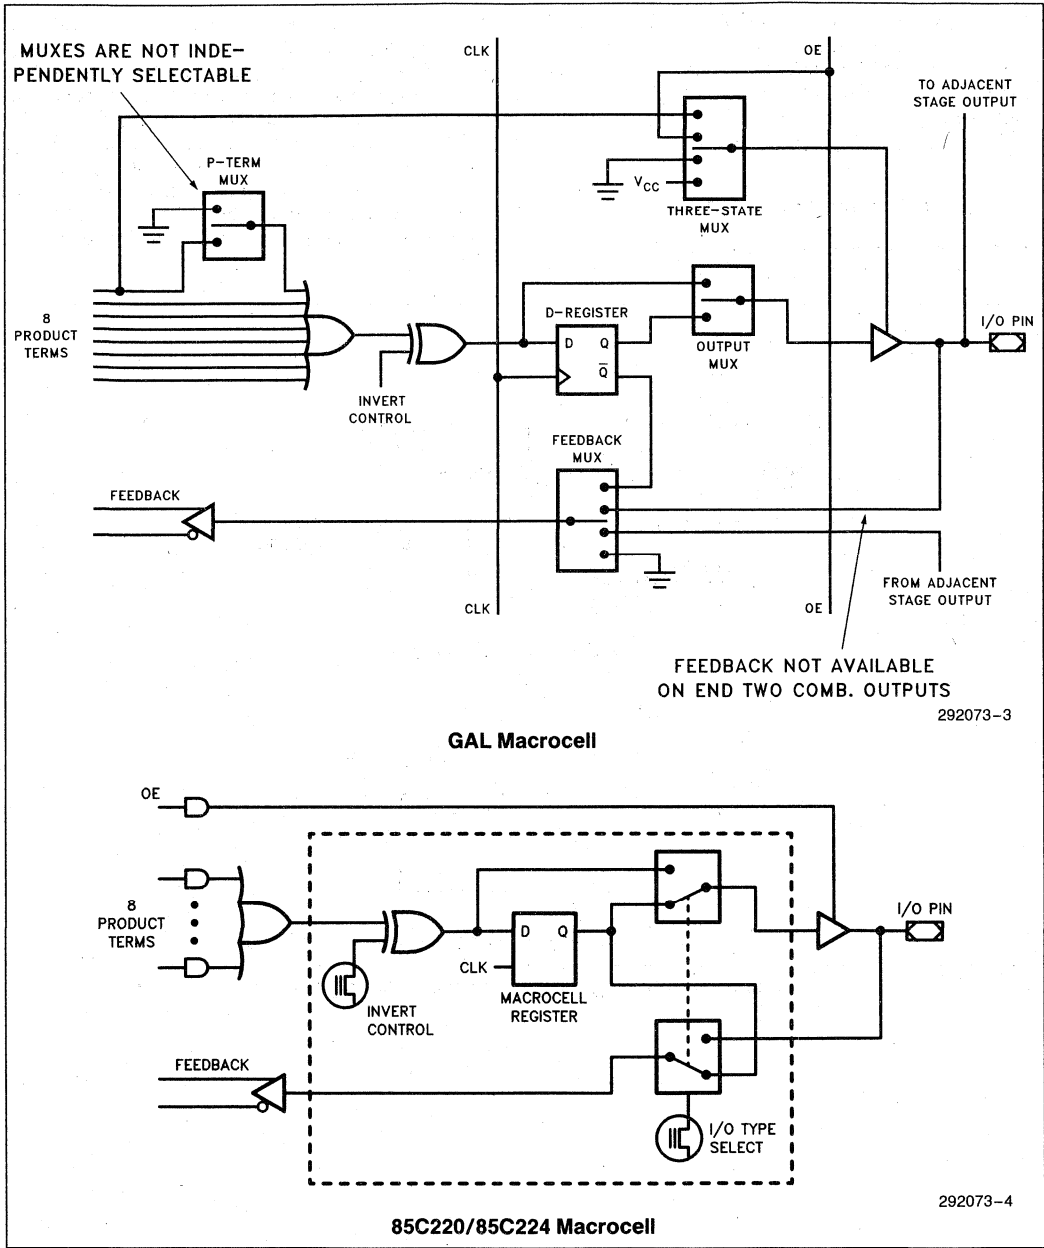 MUXES ARE NOT INDE-
PENDENTLY SELECTABLE
CLK
OE
TO ADJACENT
STAGE OUTPUT
P-TERM
MUX
VCC
THREE-STATE
MUX
8
PRODUCT
TERMS
D-REGISTER
D
Q
Q̅
OUTPUT
MUX
I/O PIN
INVERT
CONTROL
FEEDBACK
MUX
FEEDBACK
FROM ADJACENT
STAGE OUTPUT
CLK
OE
FEEDBACK NOT AVAILABLE
ON END TWO COMB. OUTPUTS
292073-3
GAL Macrocell
OE
8
PRODUCT
TERMS
D
Q
CLK
MACROCELL
REGISTER
I/O PIN
INVERT
CONTROL
FEEDBACK
I/O TYPE
SELECT
292073-4
85C220/85C224 Macrocell